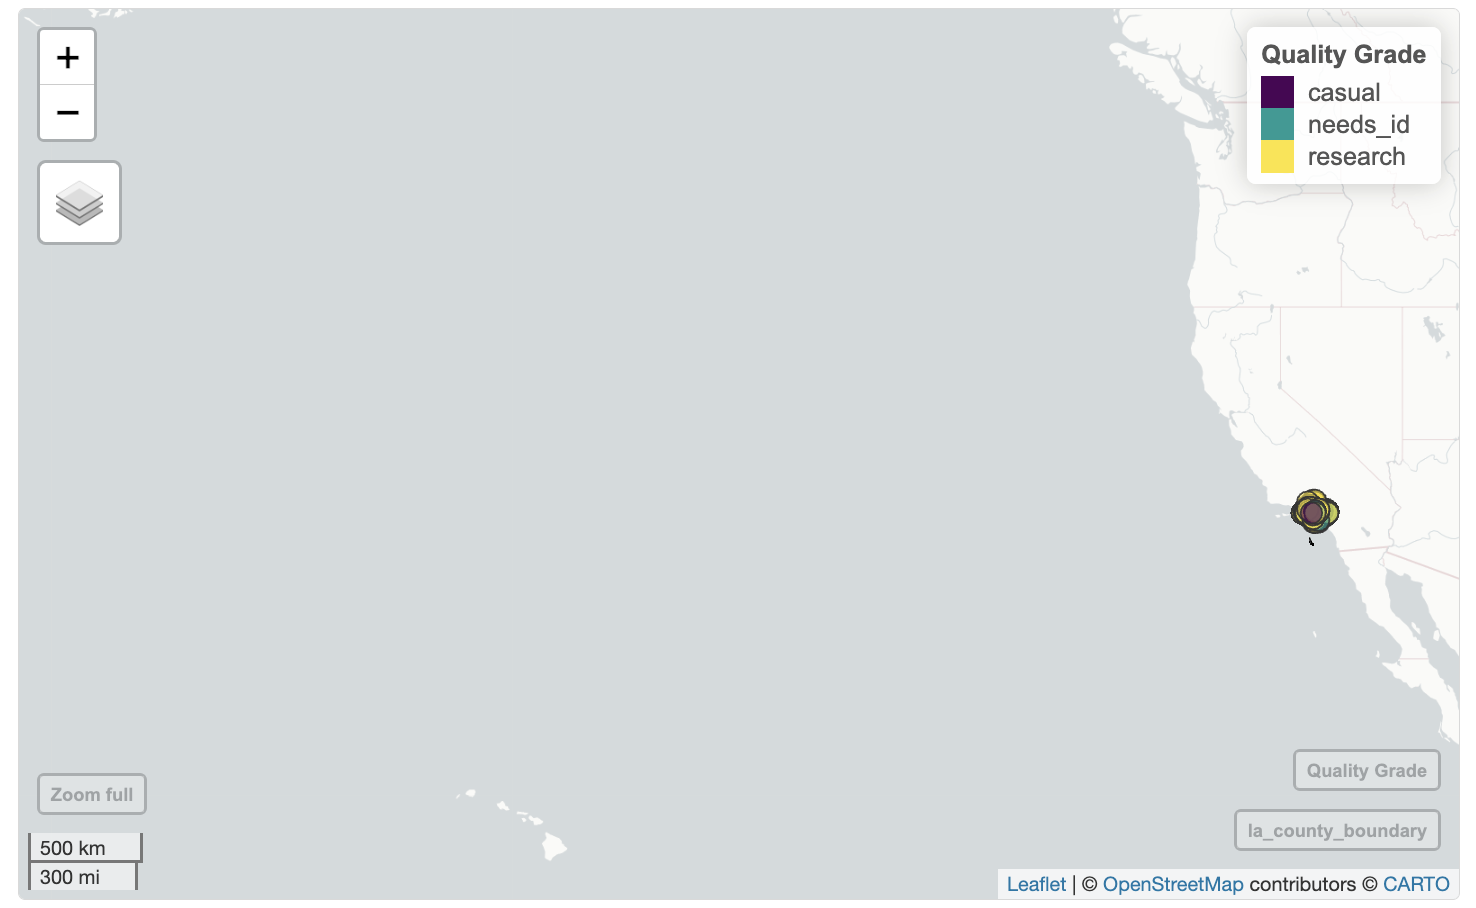 +
−
Quality Grade
casual
needs_id
research
Zoom full
500 km
300 mi
Quality Grade
la_county_boundary
Leaflet | © OpenStreetMap contributors © CARTO